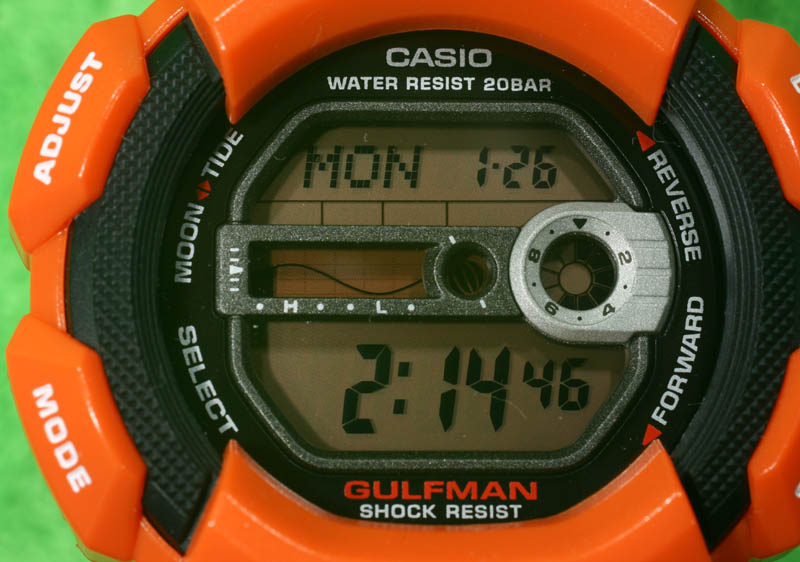 CASIO
WATER RESIST 20BAR
ADJUST
MOON TIDE
REVERSE
MON 1-26
8 2
6 4
H L
SELECT
FORWARD
MODE
2:14 46
GULFMAN
SHOCK RESIST